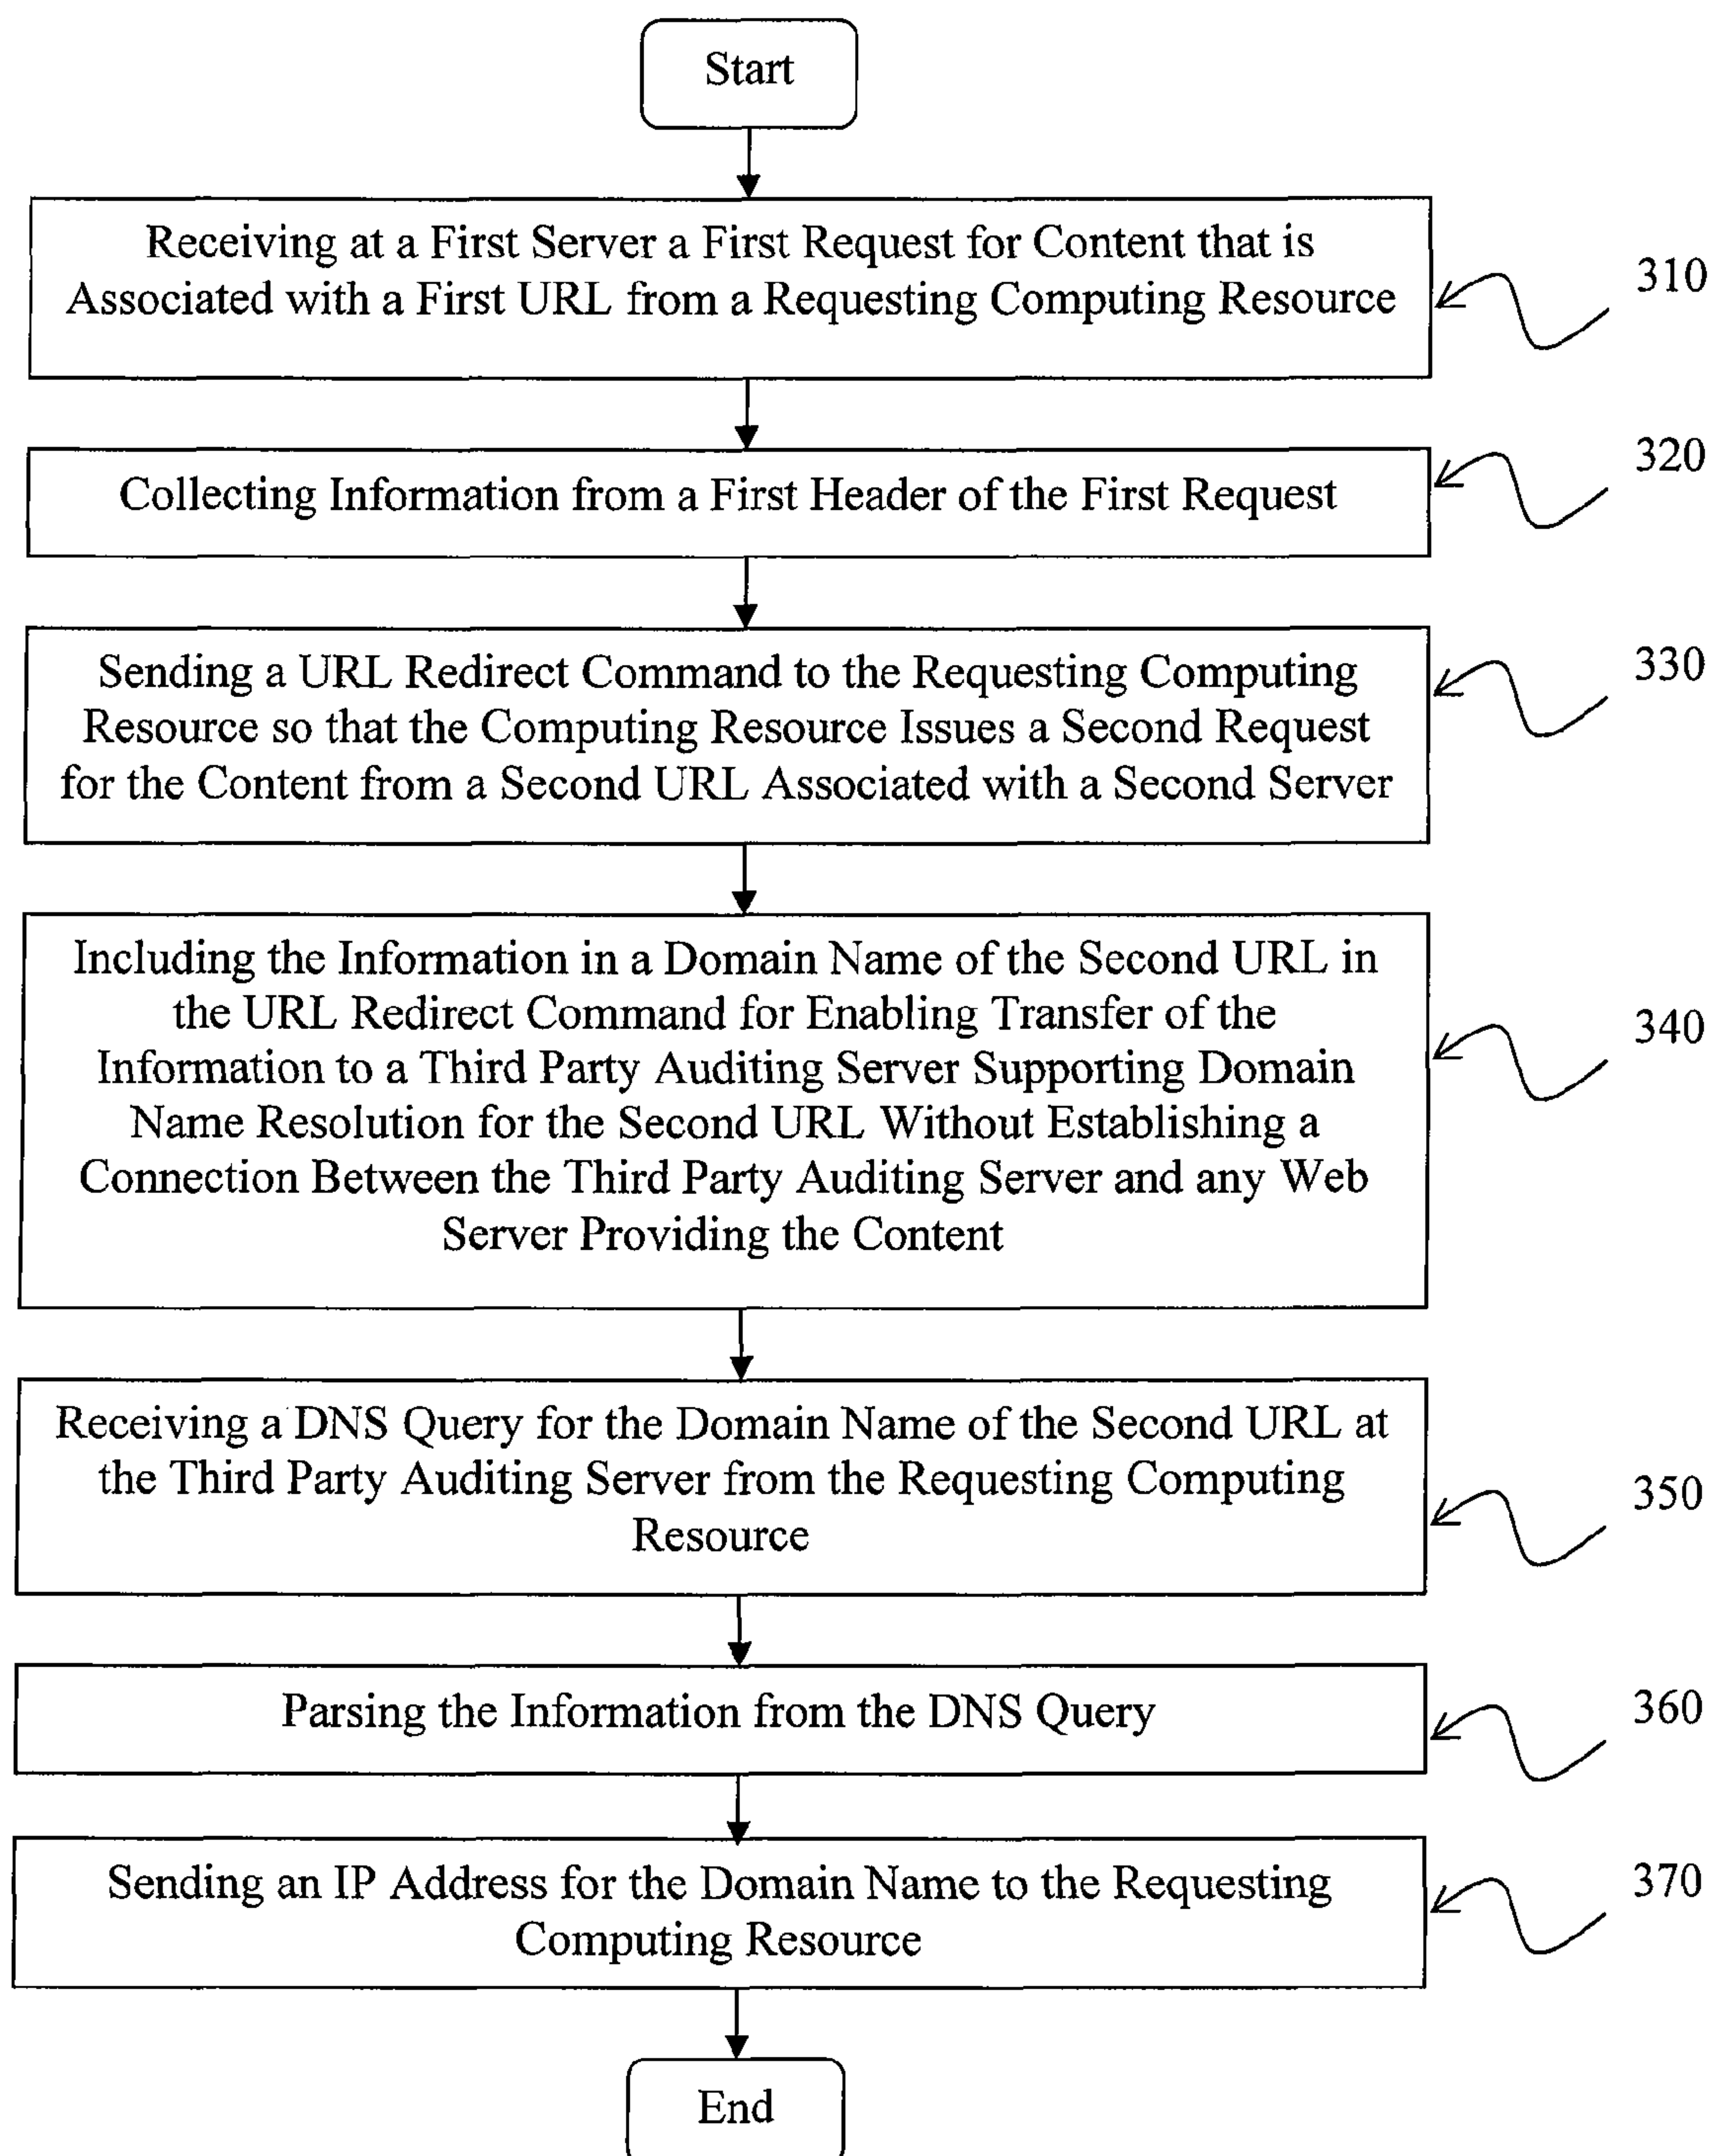 Start
Receiving at a First Server a First Request for Content that is
Associated with a First URL from a Requesting Computing Resource
310
Collecting Information from a First Header of the First Request
320
Sending a URL Redirect Command to the Requesting Computing
Resource so that the Computing Resource Issues a Second Request
for the Content from a Second URL Associated with a Second Server
330
Including the Information in a Domain Name of the Second URL in
the URL Redirect Command for Enabling Transfer of the
Information to a Third Party Auditing Server Supporting Domain
Name Resolution for the Second URL Without Establishing a
Connection Between the Third Party Auditing Server and any Web
Server Providing the Content
340
Receiving a DNS Query for the Domain Name of the Second URL at
the Third Party Auditing Server from the Requesting Computing
Resource
350
Parsing the Information from the DNS Query
360
Sending an IP Address for the Domain Name to the Requesting
Computing Resource
370
End